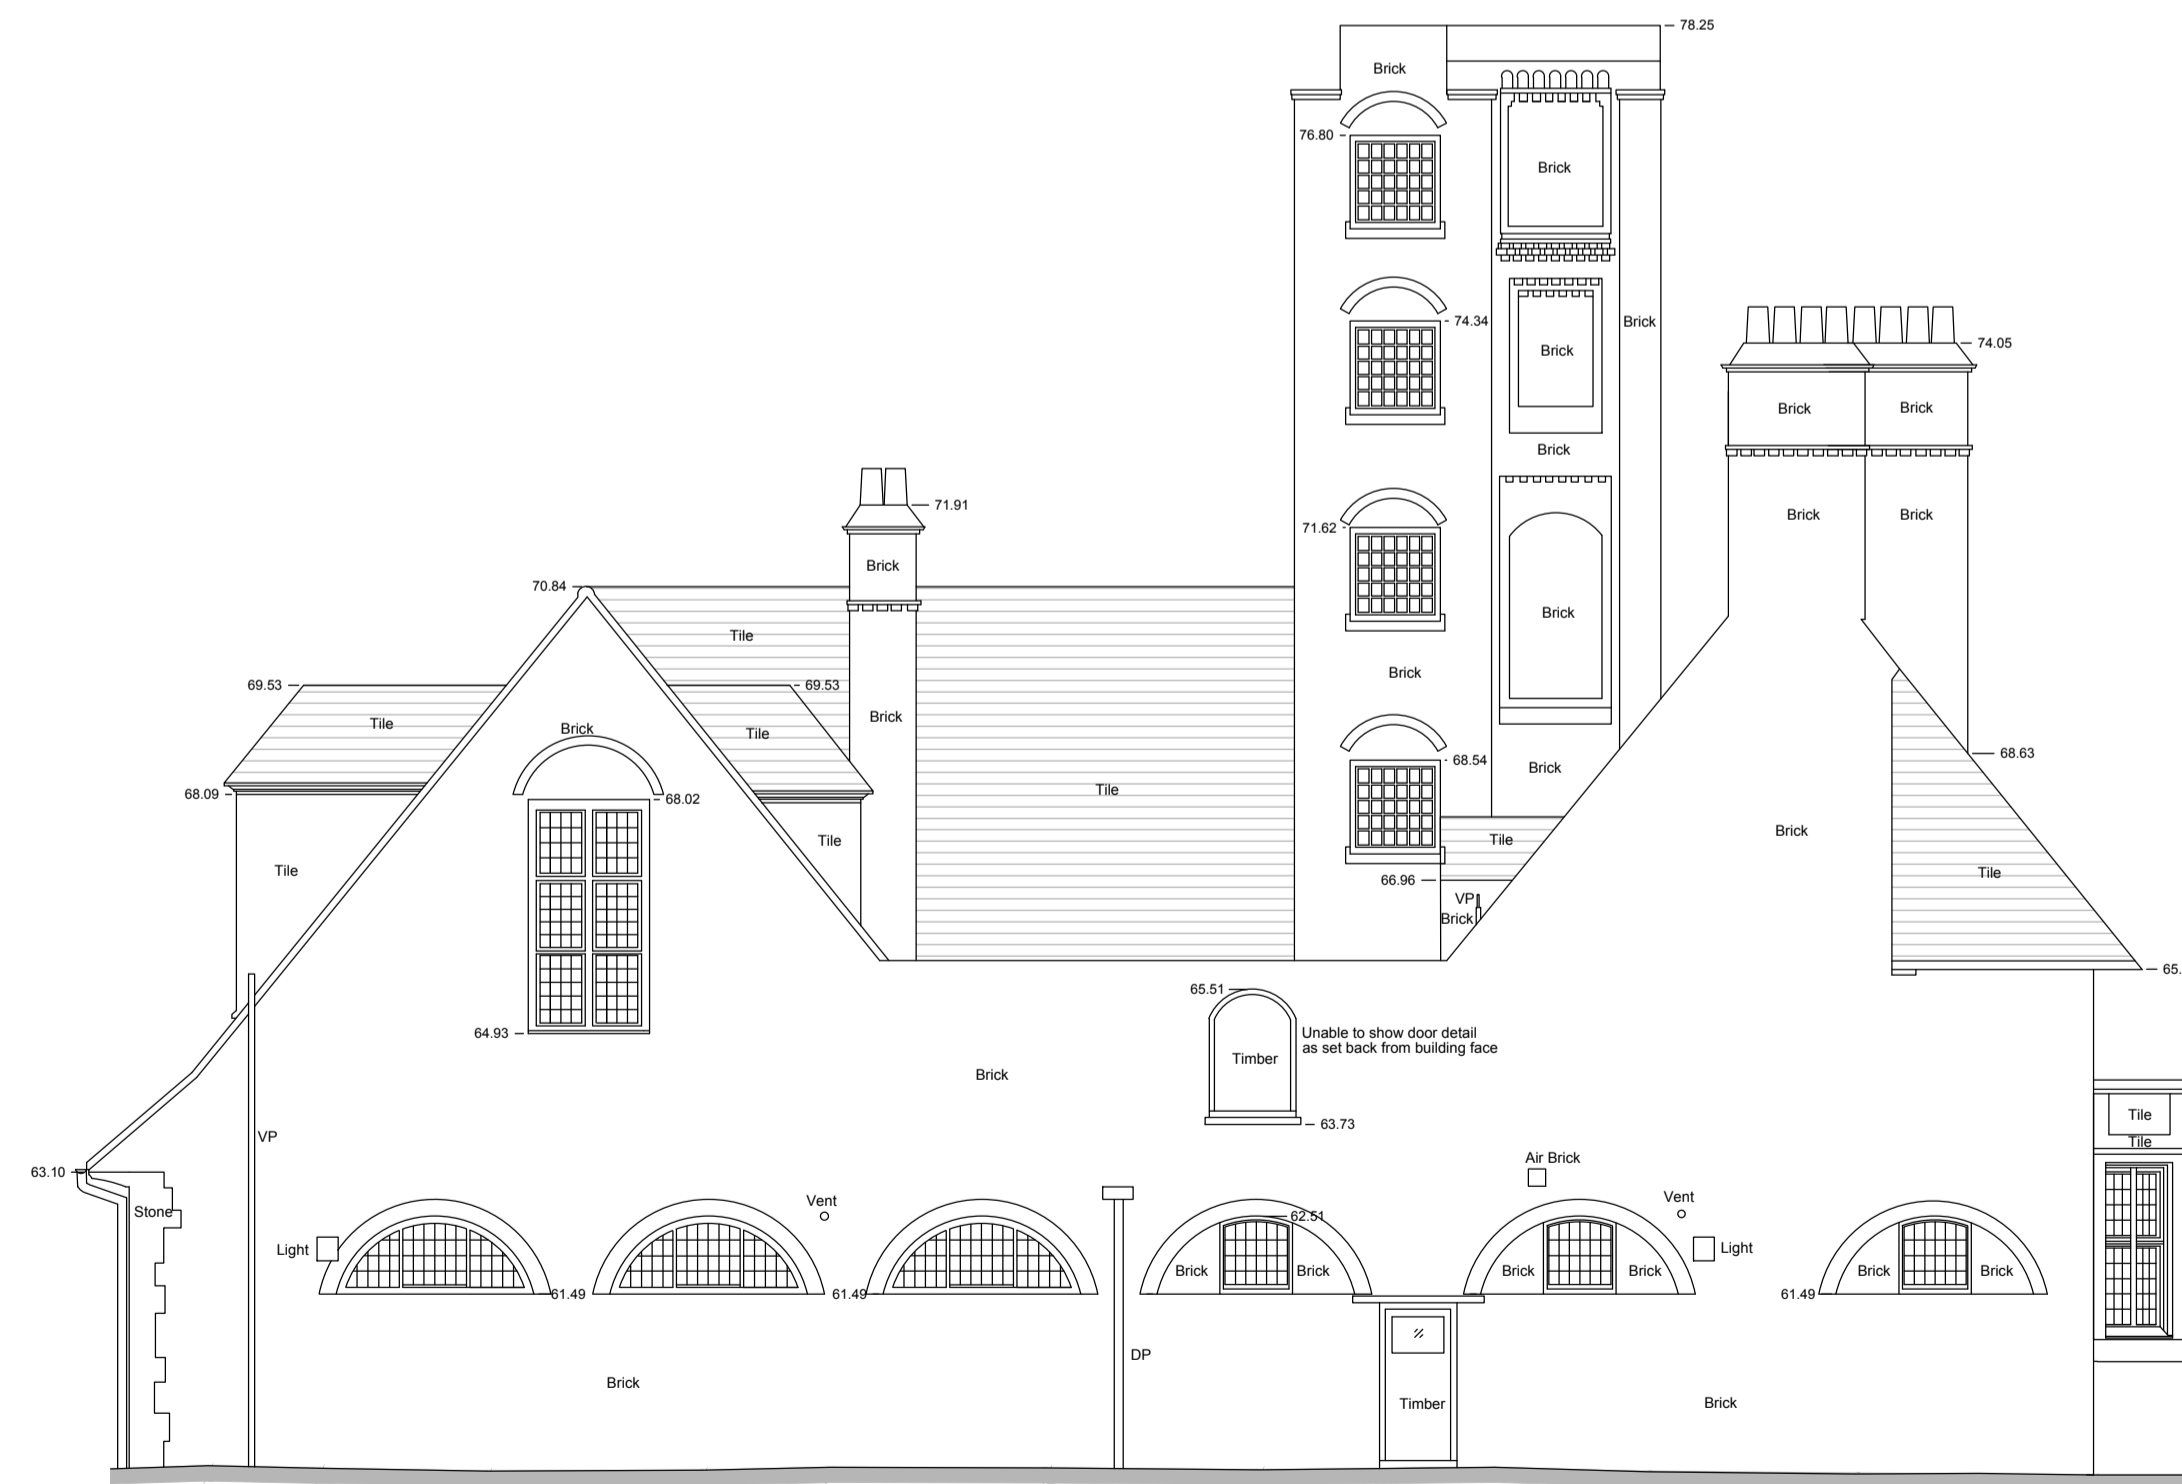 78.25
Brick
76.80
Brick
74.34
Brick
74.05
Brick
Brick
Brick
Brick
71.91
Brick
Brick
71.62
Brick
70.84
Brick
Tile
Brick
69.53
69.53
Brick
Tile
Brick
Tile
68.63
68.54
Brick
Tile
68.09
68.02
Brick
Tile
Tile
Tile
Tile
66.96
VP
Brick
65.
65.51
64.93
Unable to show door detail
as set back from building face
Timber
Brick
Tile
63.73
VP
Tile
Air Brick
63.10
Vent
Vent
Stone
62.51
Light
Light
Brick
Brick
Brick
Brick
Brick
Brick
61.49
61.49
61.49
DP
Brick
Timber
Brick